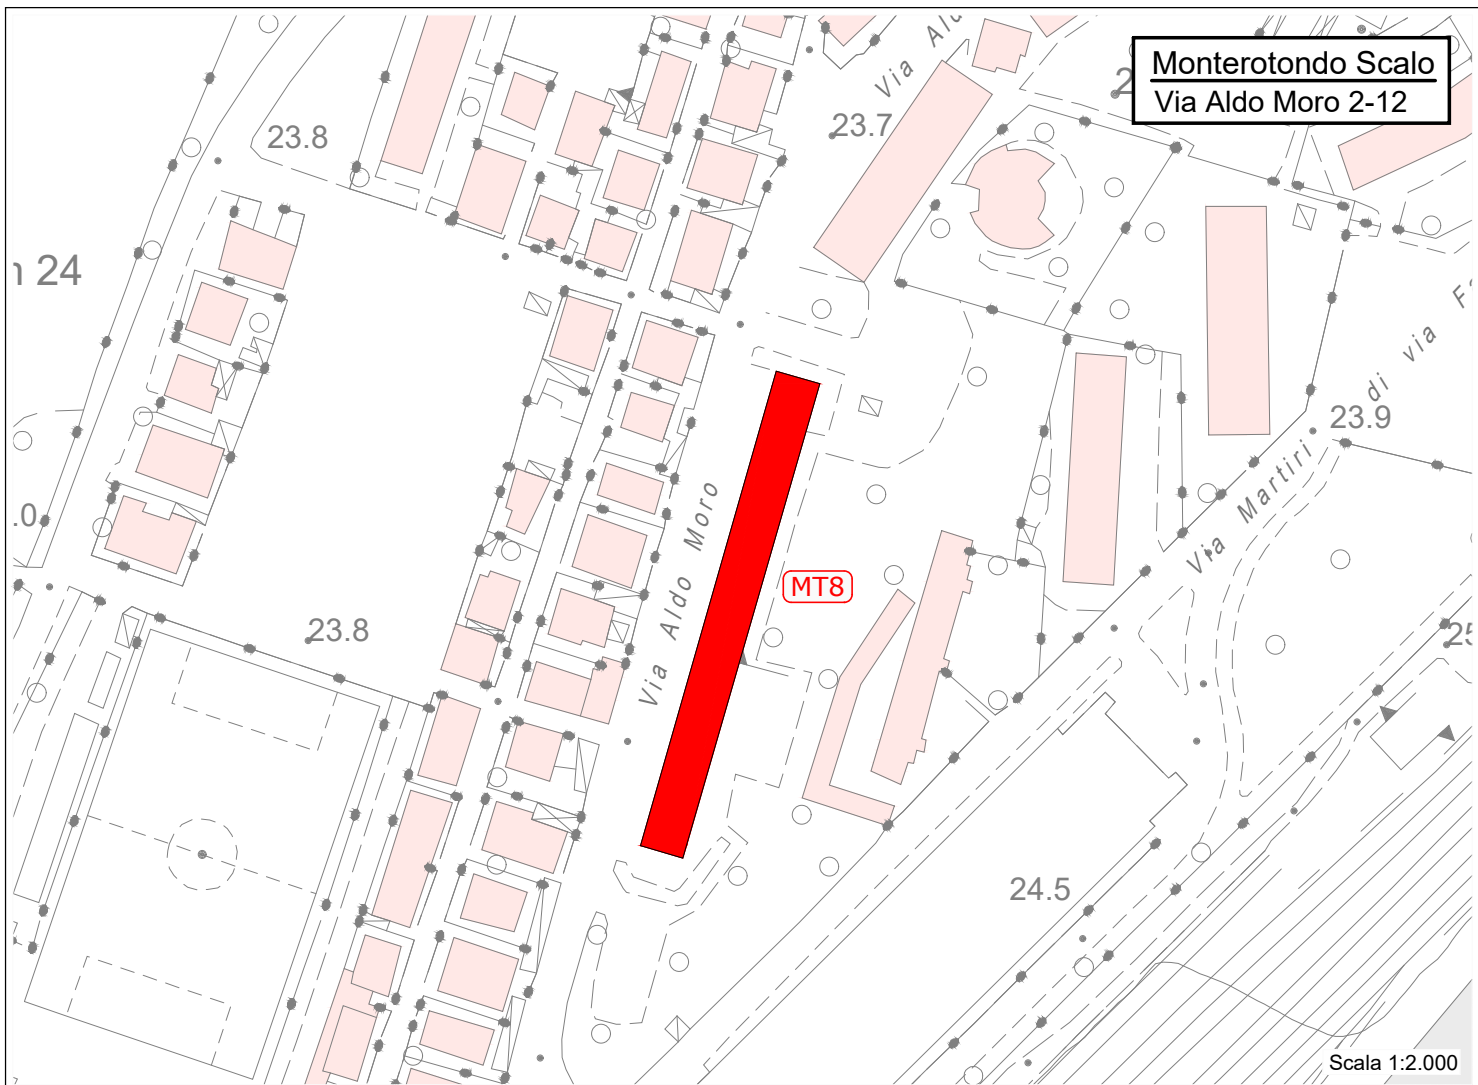 Monterotondo Scalo
Via Aldo Moro 2-12
Via
23.7
23.8
24
23.9
di via
Via Martiri
Via Aldo Moro
MT8
23.8
24.5
Scala 1:2.000